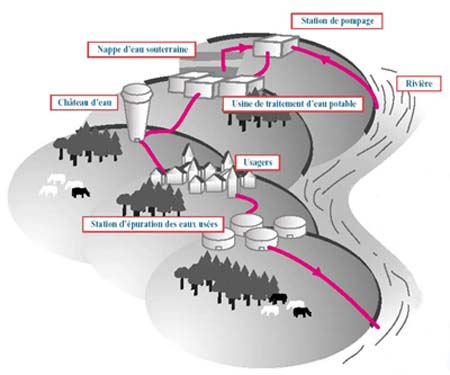 Station de pompage
Nappe d'eau souterraine
Rivière
Château d'eau
Usine de traitement d'eau potable
Usagers
Station d'épuration des eaux usées